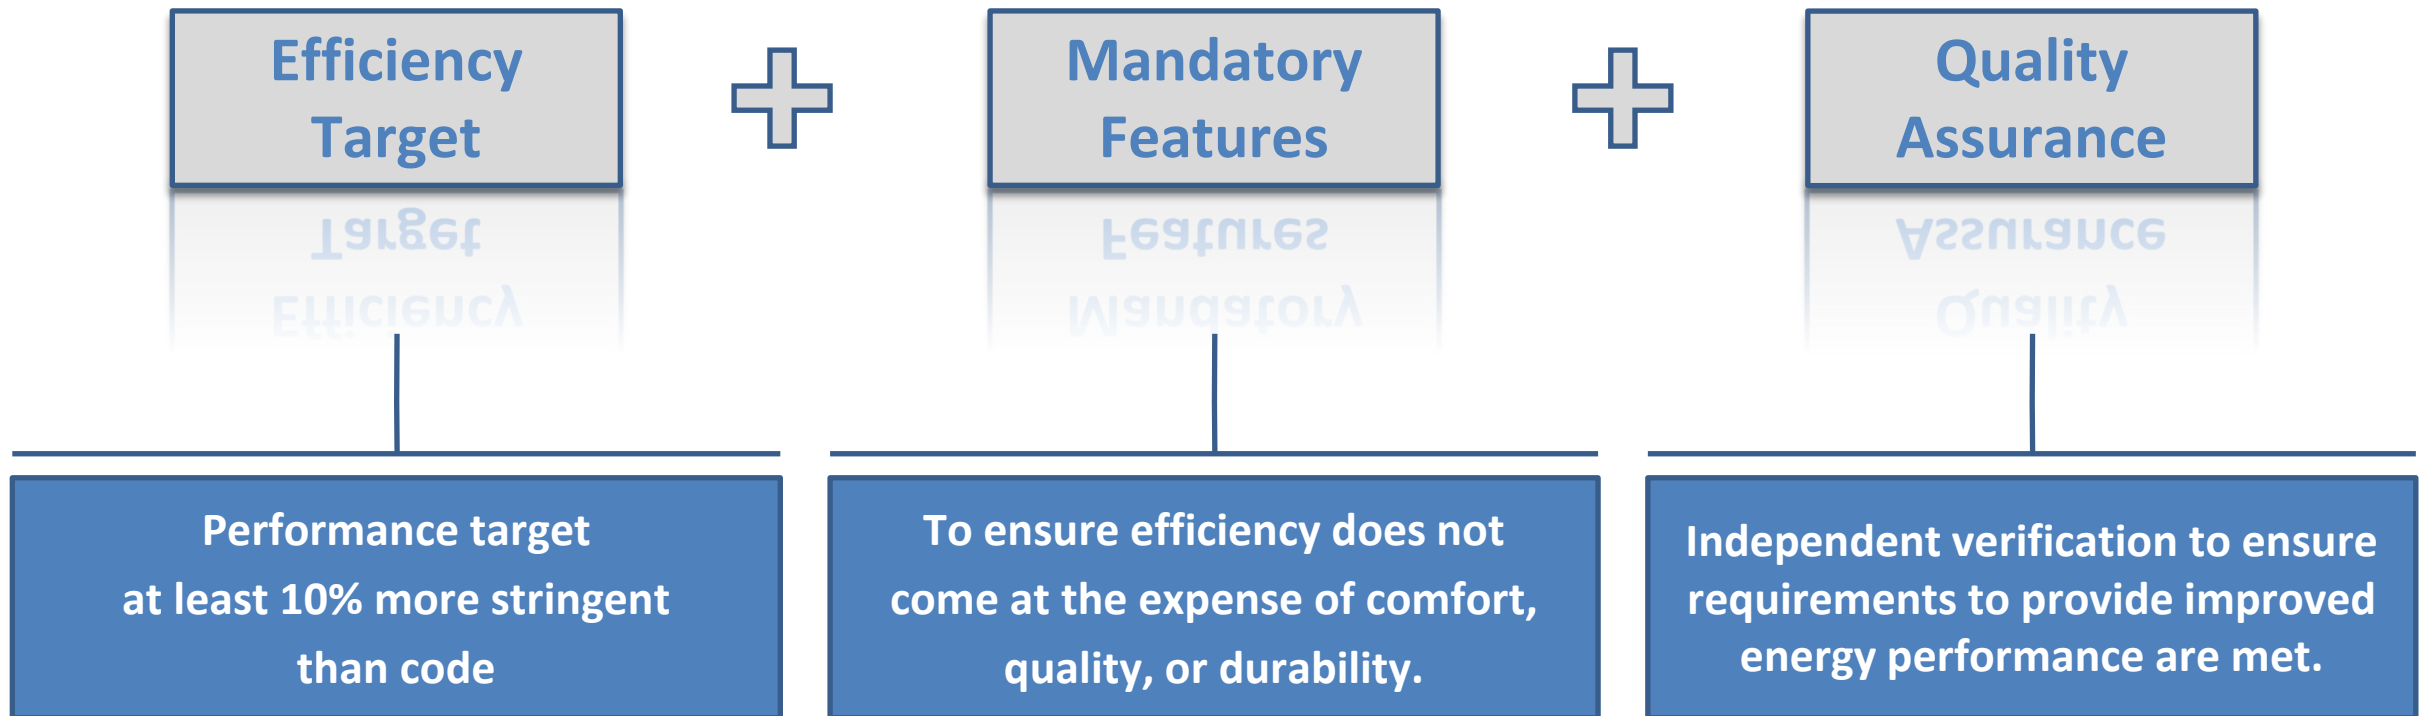 Efficiency
Target
Mandatory
Features
Quality
Assurance
Performance target
at least 10% more stringent
than code
To ensure efficiency does not
come at the expense of comfort,
quality, or durability.
Independent verification to ensure
requirements to provide improved
energy performance are met.